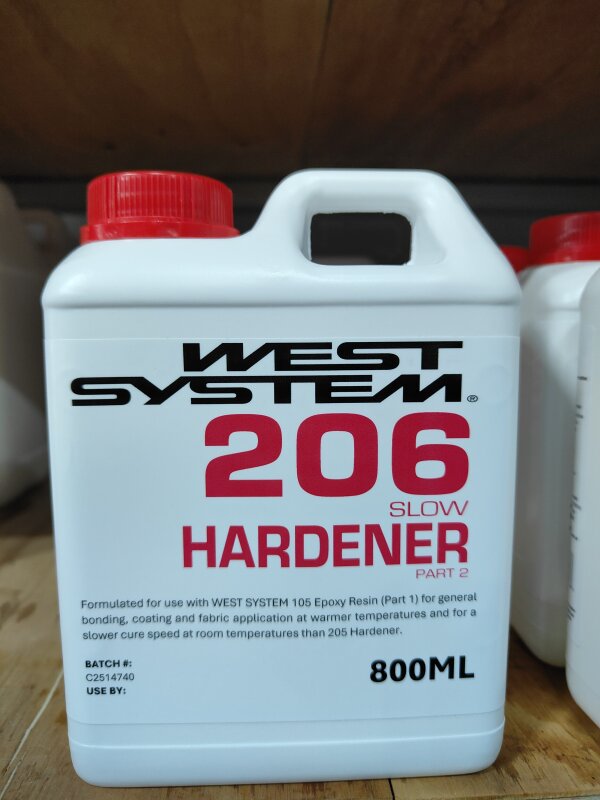 WEST
SYSTEM®
206
SLOW
HARDENER
PART 2
Formulated for use with WEST SYSTEM 105 Epoxy Resin (Part 1) for general
bonding, coating and fabric application at warmer temperatures and for a
slower cure speed at room temperatures than 205 Hardener.
BATCH #:
C2514740
USE BY:
800ML